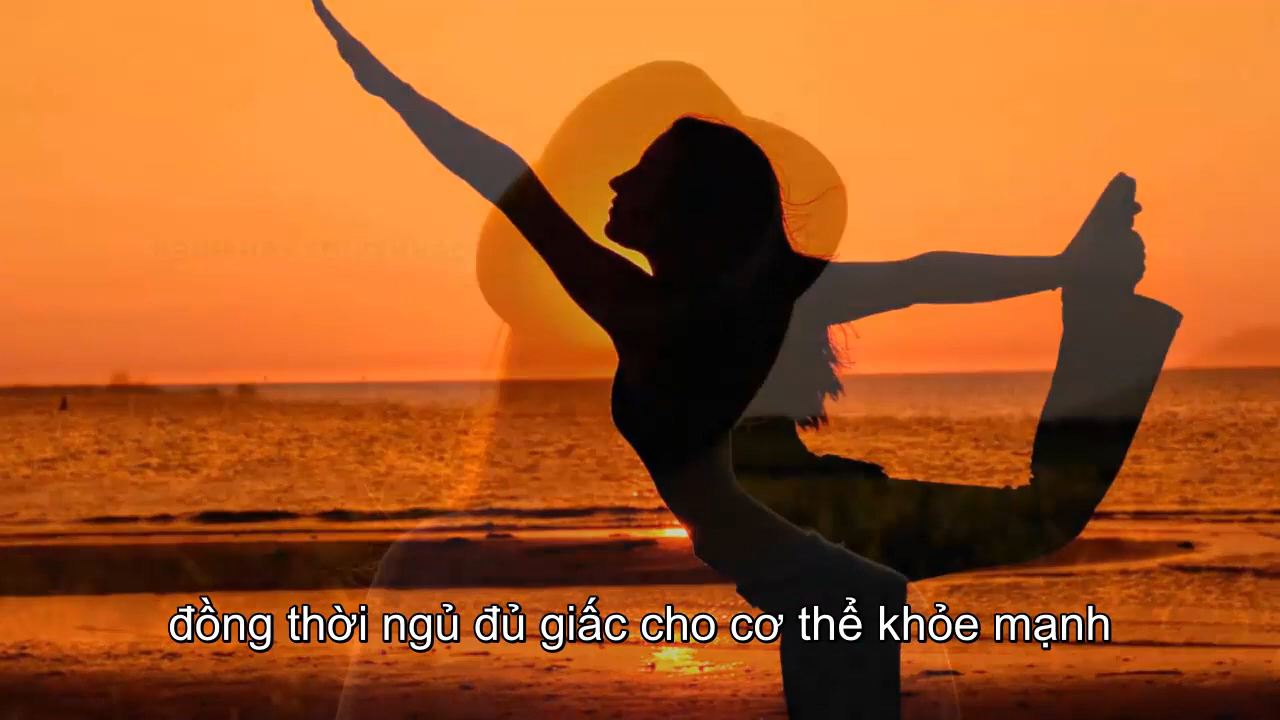 đồng thời ngủ đủ giấc cho cơ thể khỏe mạnh